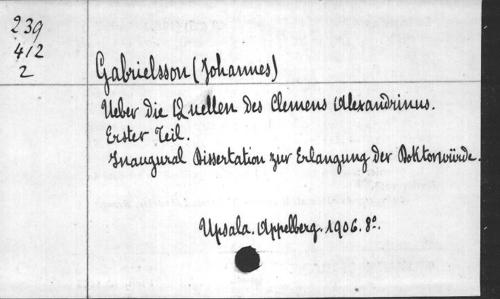 239
412
2
Gabrielsson (Johannes)
Ueber die Quellen des Clemens Alexandrinus.
Erster Teil.
Inaugural Dissertation zur Erlangung der Doktorwürde.
Upsala. Appelberg. 1906. 8º.